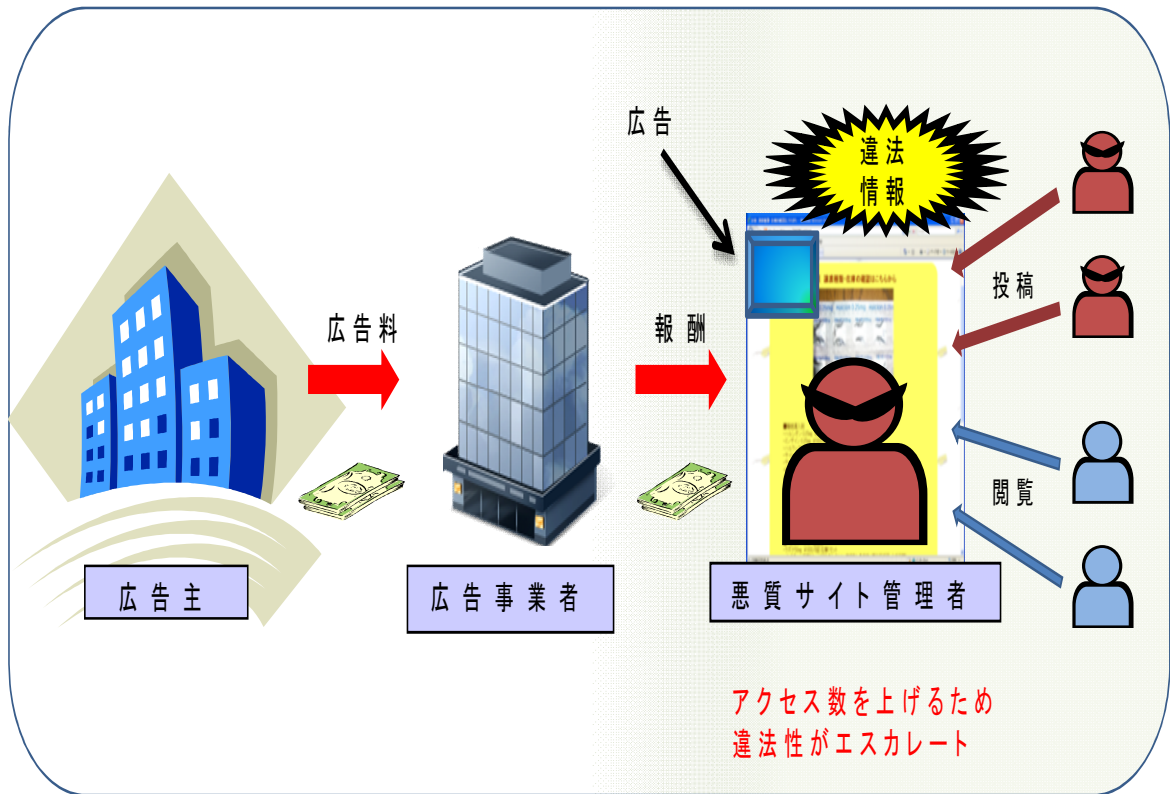 広告
違法
情報
投稿
広告料
報酬
閲覧
広告主
広告事業者
悪質サイト管理者
アクセス数を上げるため
違法性がエスカレート